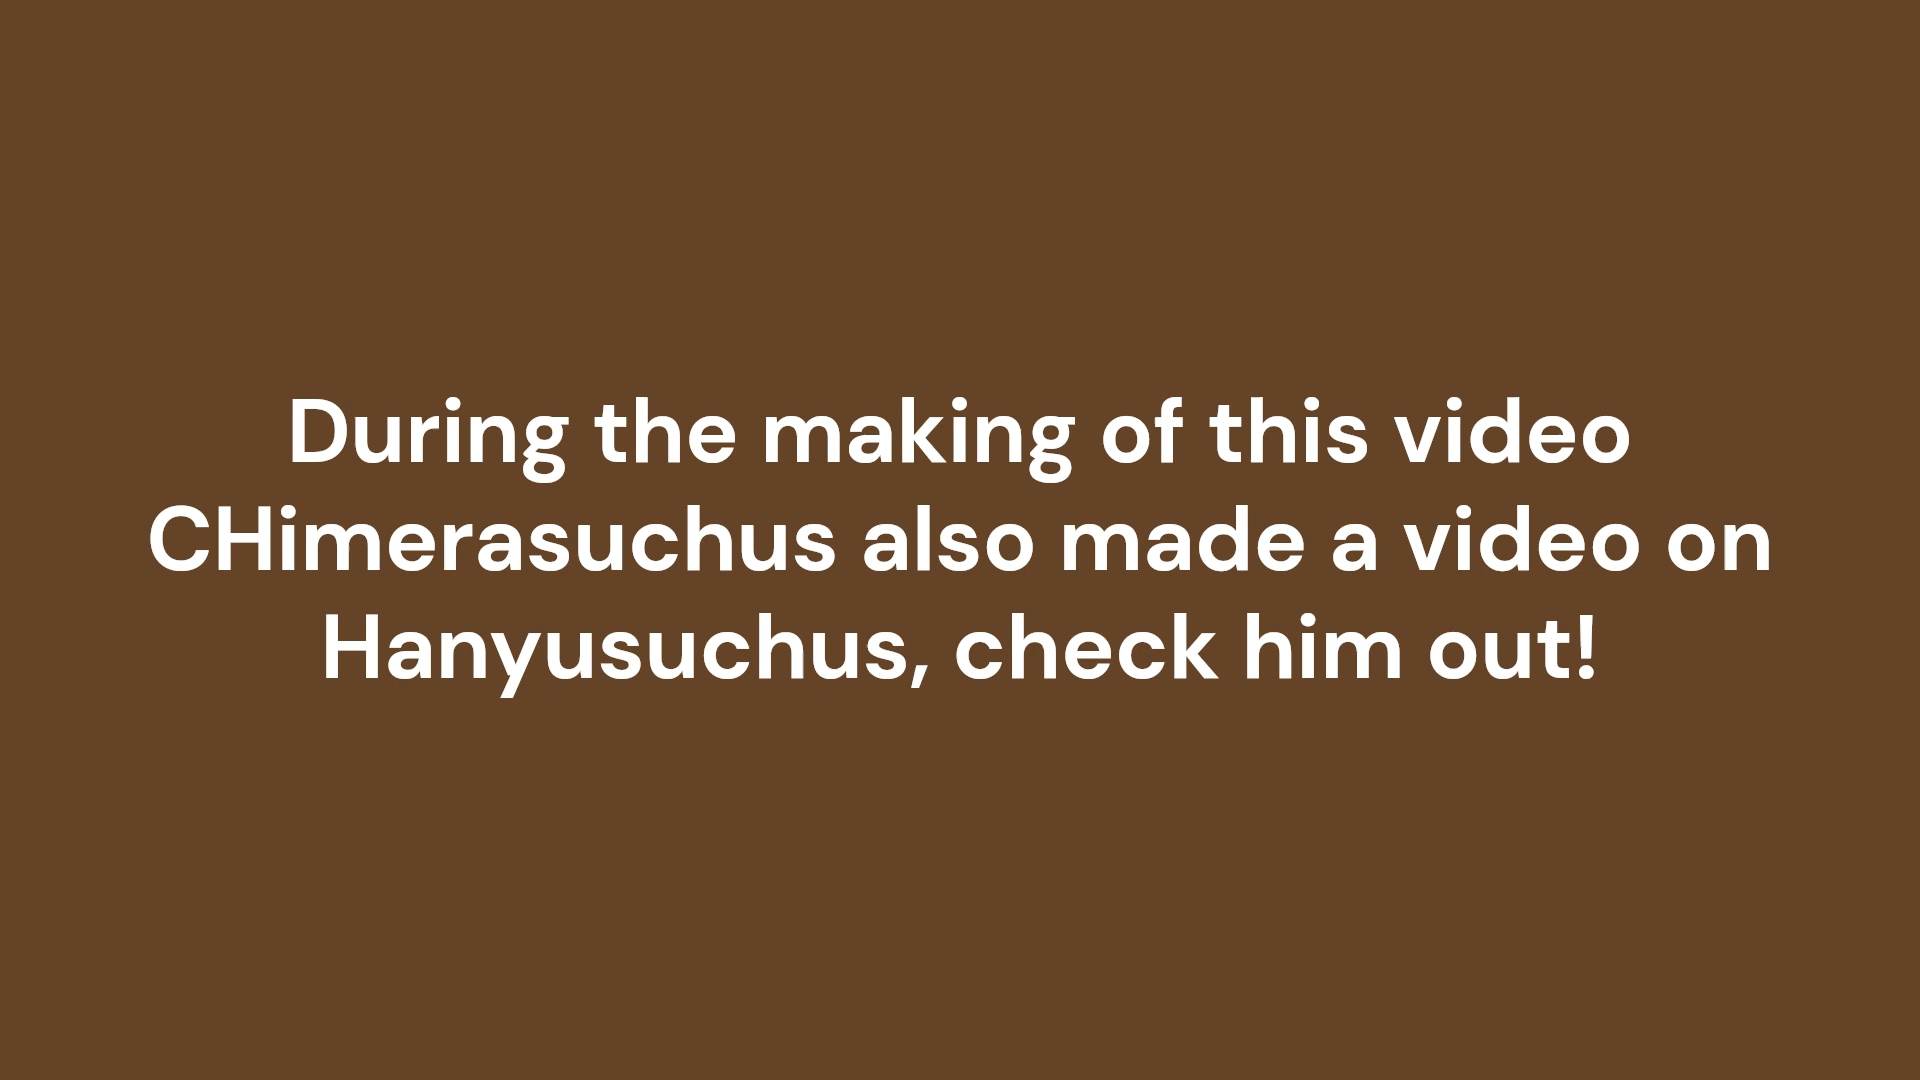 During the making of this video
CHimerasuchus also made a video on
Hanyusuchus, check him out!